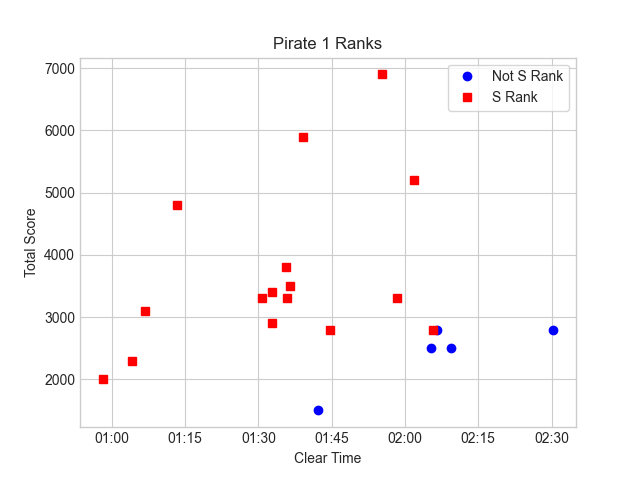 Pirate 1 Ranks
Not S Rank
S Rank
7000
6000
5000
4000
3000
2000
Total Score
01:00 01:15 01:30 01:45 02:00 02:15 02:30
Clear Time